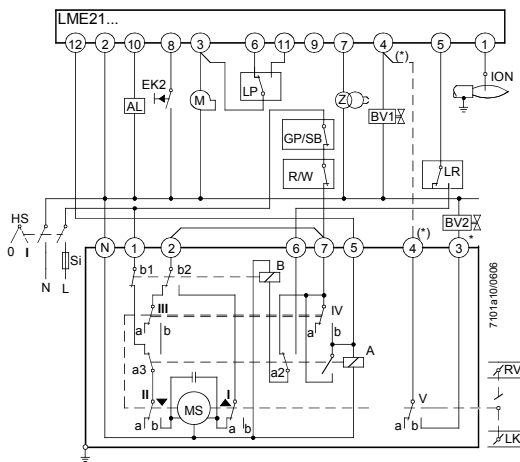 LME21...
12 2 10 8 3 6 11 9 7 4 5 1
(*)
EK2
ION
AL
M
LP
Z
BV1
GP/SB
R/W
LR
HS
0 I
Si
N L
BV2
*
N 1 2 6 7 5 4 (*) 3
b1 b2 B
III
a b
IV
a b
A
a3
a2
II
I
a b
MS
a b
V
a b
RV
LK
7101a10/0606